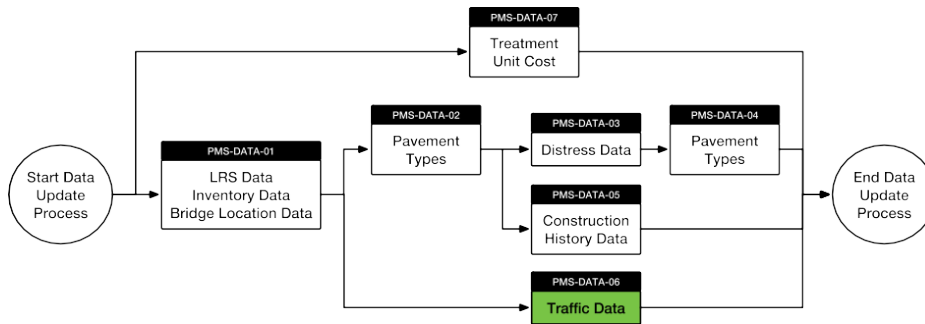 PMS-DATA-07
Treatment
Unit Cost
PMS-DATA-02
Pavement
Types
PMS-DATA-03
Distress Data
PMS-DATA-04
Pavement
Types
PMS-DATA-01
LRS Data
Inventory Data
Bridge Location Data
Start Data
Update
Process
PMS-DATA-05
Construction
History Data
End Data
Update
Process
PMS-DATA-06
Traffic Data